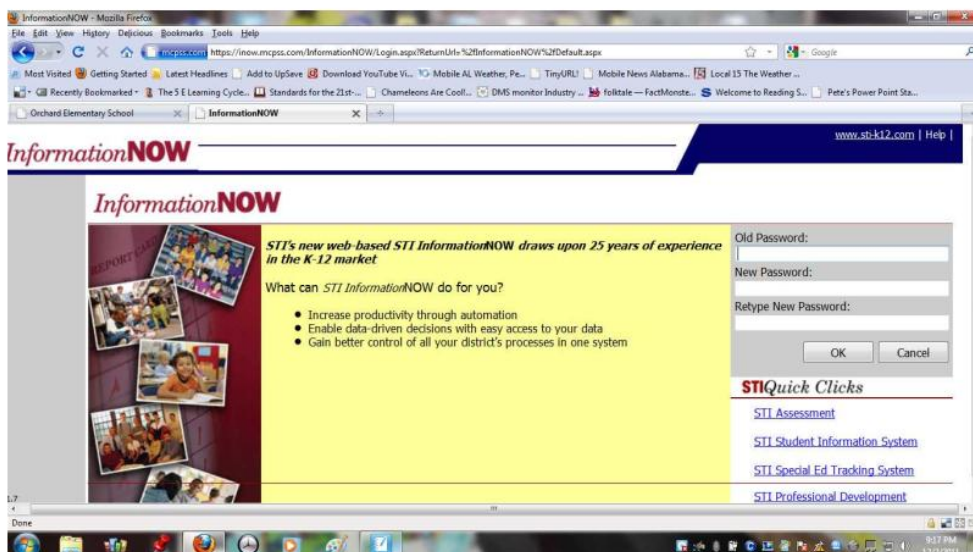 InformationNOW - Mozilla Firefox
File Edit View History Delicious Bookmarks Tools Help
mcpss.com https://inow.mcpss.com/InformationNOW/Login.aspx?ReturnUrl=%2fInformationNOW%2fDefault.aspx
Google
Most Visited Getting Started Latest Headlines Add to UpSave Download YouTube Vi... Mobile AL Weather, Pe... TinyURL! Mobile News Alabama... Local 15 The Weather ...
Recently Bookmarked The 5 E Learning Cycle... Standards for the 21st-... Chameleons Are Cool!... DMS monitor Industry ... folktale — FactMonste... Welcome to Reading S... Pete's Power Point Sta...
Orchard Elementary School InformationNOW
www.sti-k12.com | Help |
InformationNOW
InformationNOW
REPORT CARD
STI's new web-based STI InformationNOW draws upon 25 years of experience
in the K-12 market
What can STI InformationNOW do for you?
Increase productivity through automation
Enable data-driven decisions with easy access to your data
Gain better control of all your district's processes in one system
Old Password:
New Password:
Retype New Password:
OK Cancel
STIQuick Clicks
STI Assessment
STI Student Information System
STI Special Ed Tracking System
STI Professional Development
1.7
Done
9:17 PM